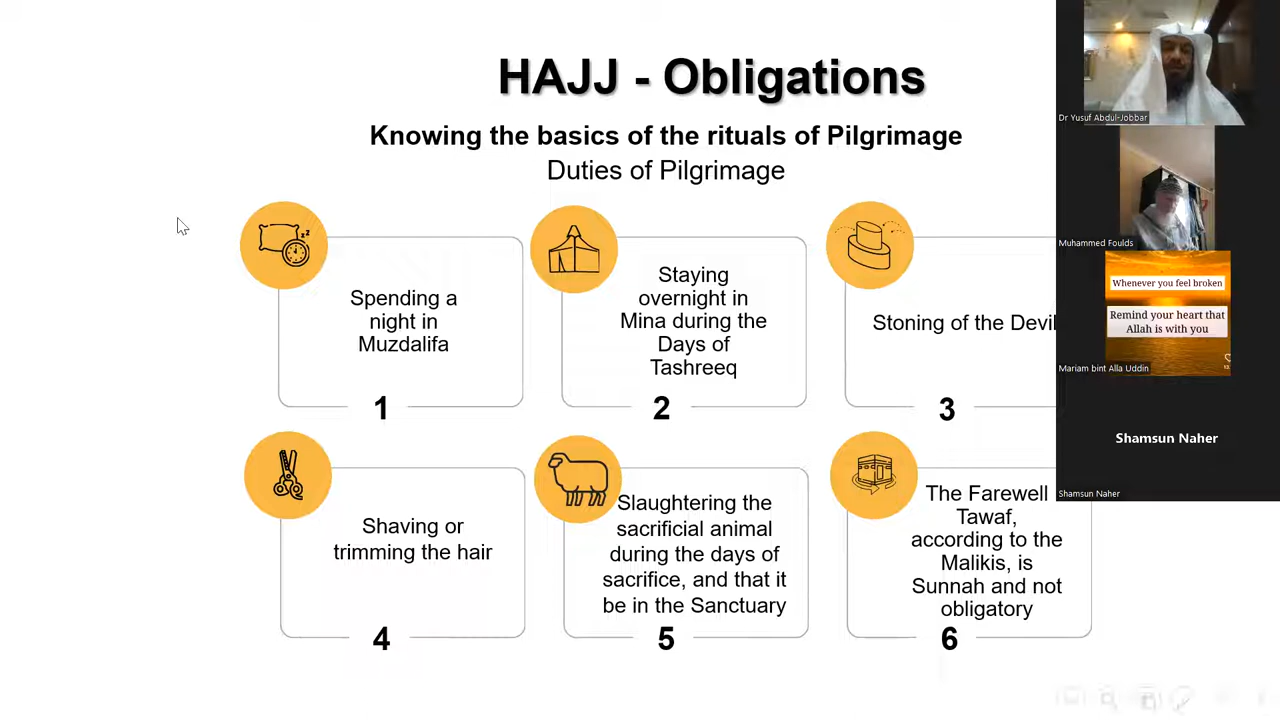 HAJJ - Obligations
Knowing the basics of the rituals of Pilgrimage
Duties of Pilgrimage
Spending a
night in
Muzdalifa
1
Staying
overnight in
Mina during the
Days of
Tashreeq
2
Stoning of the Devil
3
Shaving or
trimming the hair
4
Slaughtering the
sacrificial animal
during the days of
sacrifice, and that it
be in the Sanctuary
5
The Farewell
Tawaf,
according to the
Malikis, is
Sunnah and not
obligatory
6
Dr Yusuf Abdul-Jobbar
Muhammed Foulds
Whenever you feel broken
Remind your heart that
Allah is with you
Mariam bint Alla Uddin
Shamsun Naher
Shamsun Naher